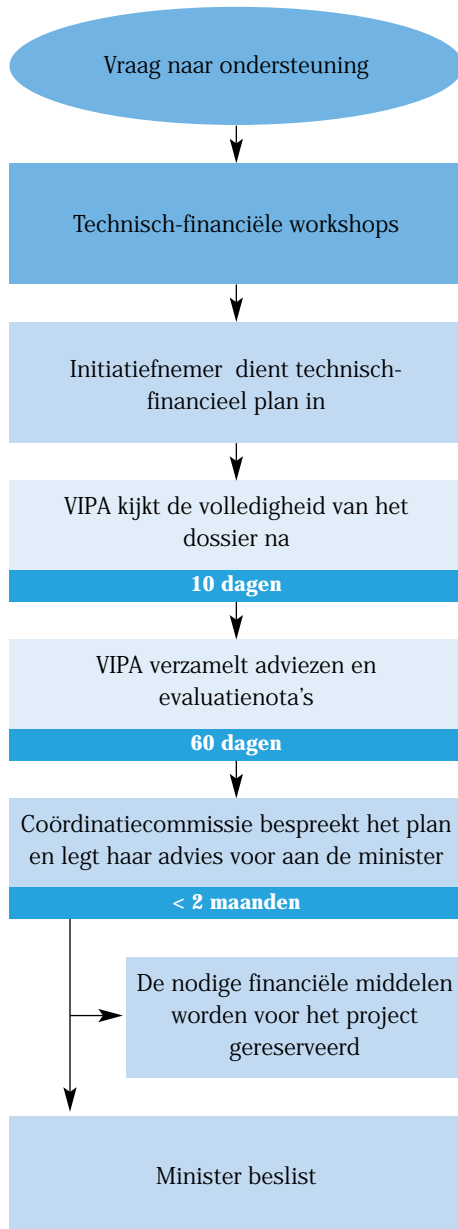 Vraag naar ondersteuning
Technisch-financiële workshops
Initiatiefnemer dient technisch-
financieel plan in
VIPA kijkt de volledigheid van het
dossier na
10 dagen
VIPA verzamelt adviezen en
evaluatienota's
60 dagen
Coördinatiecommissie bespreekt het plan
en legt haar advies voor aan de minister
< 2 maanden
De nodige financiële middelen
worden voor het project
gereserveerd
Minister beslist